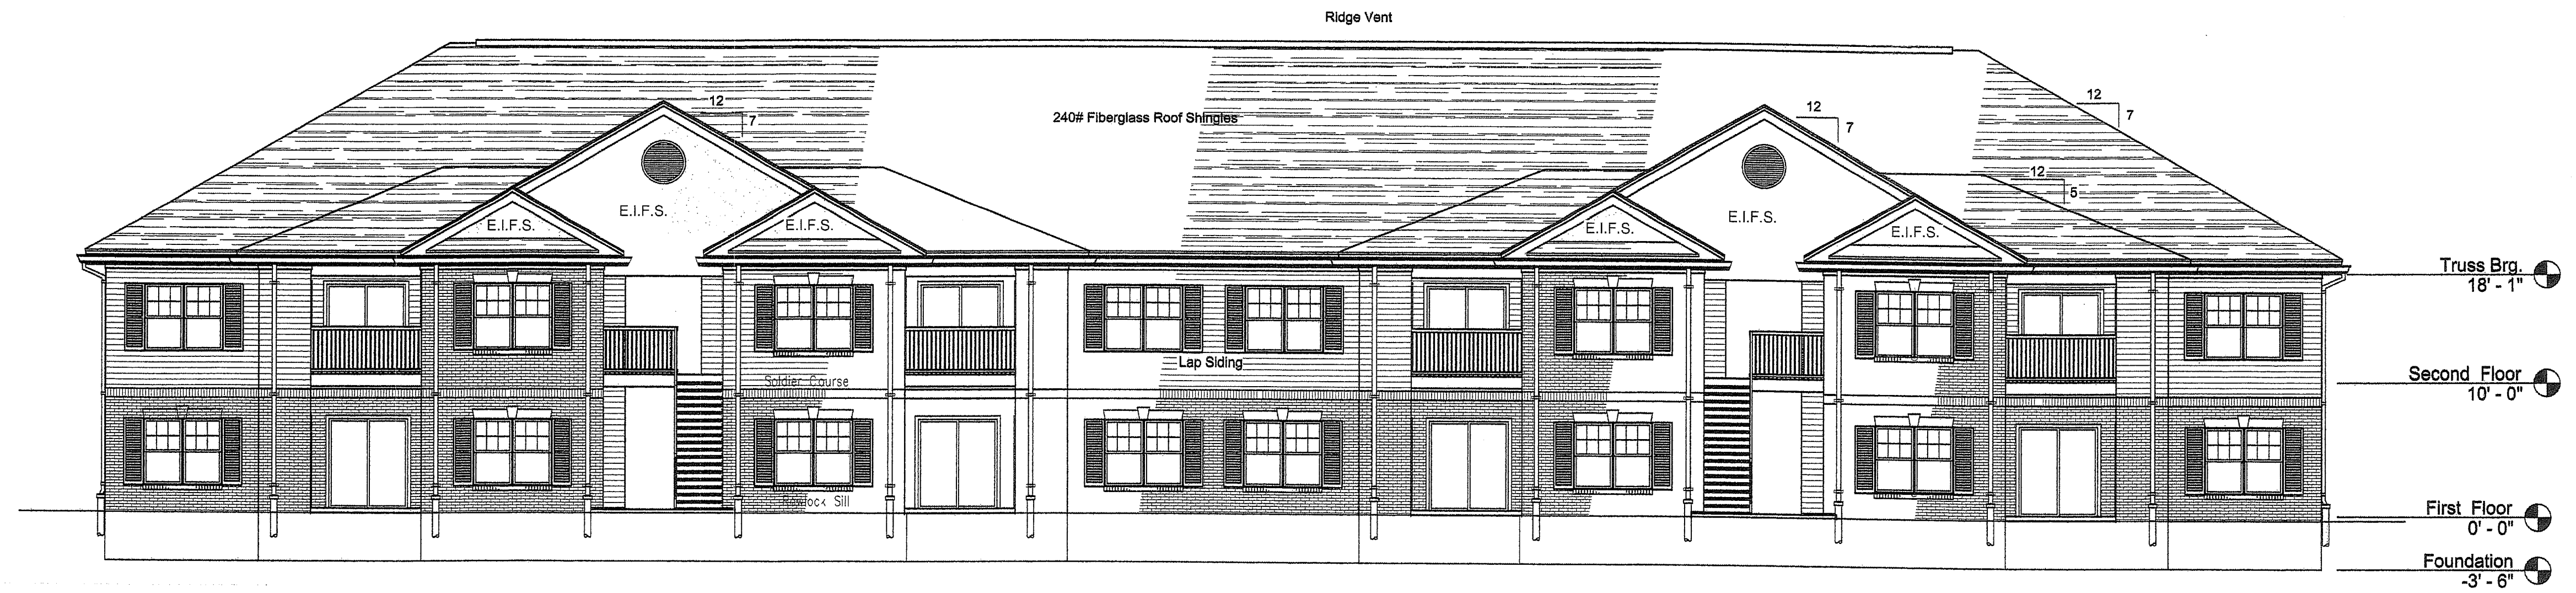 Ridge Vent
12
7
240# Fiberglass Roof Shingles
12
7
12
7
12
5
E.I.F.S.
E.I.F.S.
E.I.F.S.
E.I.F.S.
E.I.F.S.
E.I.F.S.
Truss Brg.
18' - 1"
Lap Siding
Soldier Course
Second Floor
10' - 0"
Rowlock Sill
First Floor
0' - 0"
Foundation
-3' - 6"